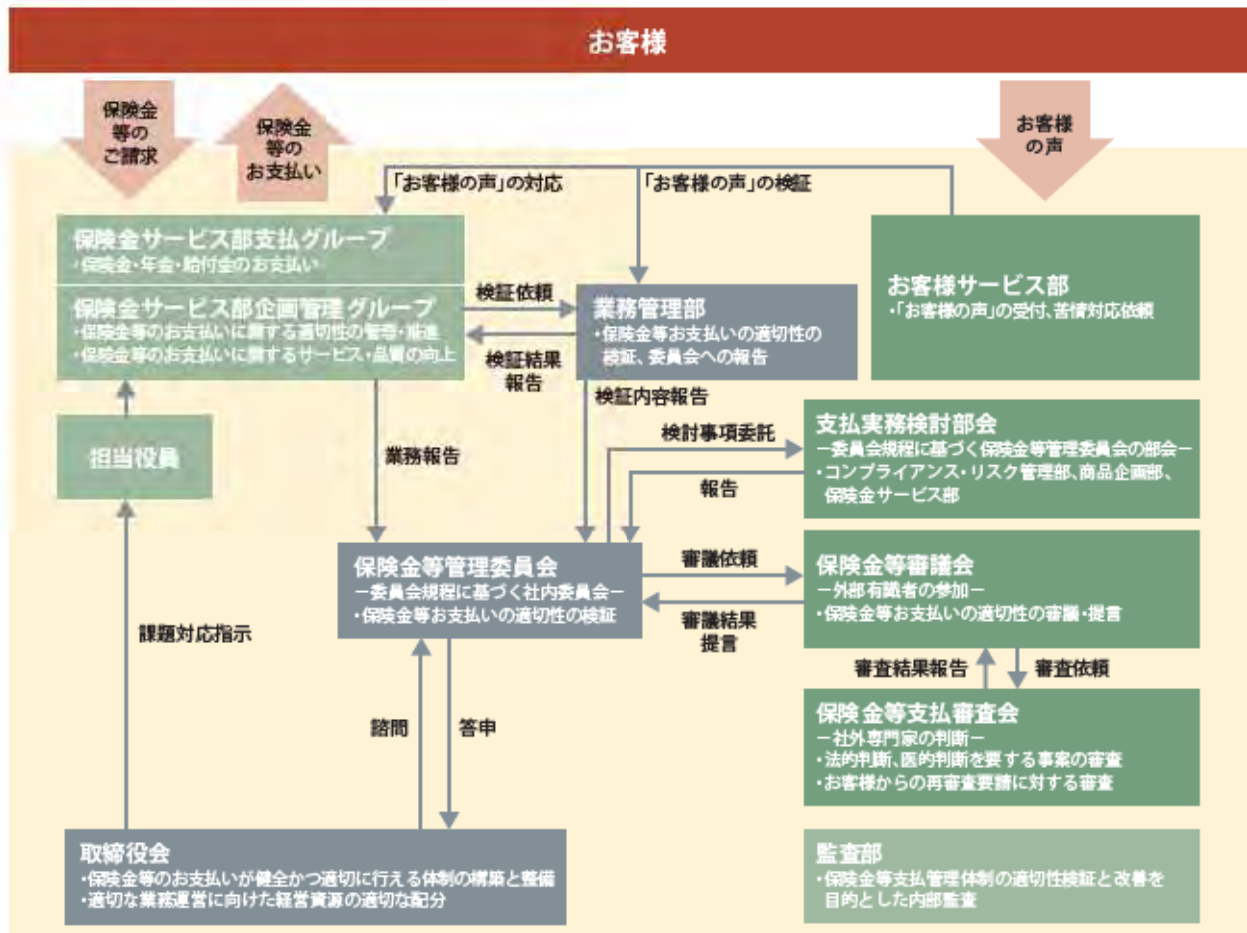 お客様
保険金
等の
ご請求
保険金
等の
お支払い
お客様
の声
「お客様の声」の対応
「お客様の声」の検証
保険金サービス部支払グループ
・保険金・年金・給付金のお支払い
保険金サービス部企画管理グループ
・保険金等のお支払いに関する適切性の管理・推進
・保険金等のお支払いに関するサービス・品質の向上
検証依頼
検証結果
報告
業務管理部
・保険金等お支払いの適切性の
検証、委員会への報告
お客様サービス部
・「お客様の声」の受付、苦情対応依頼
検証内容報告
担当役員
業務報告
検討事項委託
報告
支払実務検討部会
－委員会規程に基づく保険金等管理委員会の部会－
・コンプライアンス・リスク管理部、商品企画部、
保険金サービス部
保険金等管理委員会
－委員会規程に基づく社内委員会－
・保険金等お支払いの適切性の検証
審議依頼
審議結果
提言
保険金等審議会
－外部有識者の参加－
・保険金等お支払いの適切性の審議・提言
課題対応指示
審査結果報告
審査依頼
諮問
答申
保険金等支払審査会
－社外専門家の判断－
・法的判断、医的判断を要する事案の審査
・お客様からの再審査要請に対する審査
取締役会
・保険金等のお支払いが健全かつ適切に行える体制の構築と整備
・適切な業務運営に向けた経営資源の適切な配分
監査部
・保険金等支払管理体制の適切性検証と改善を
目的とした内部監査